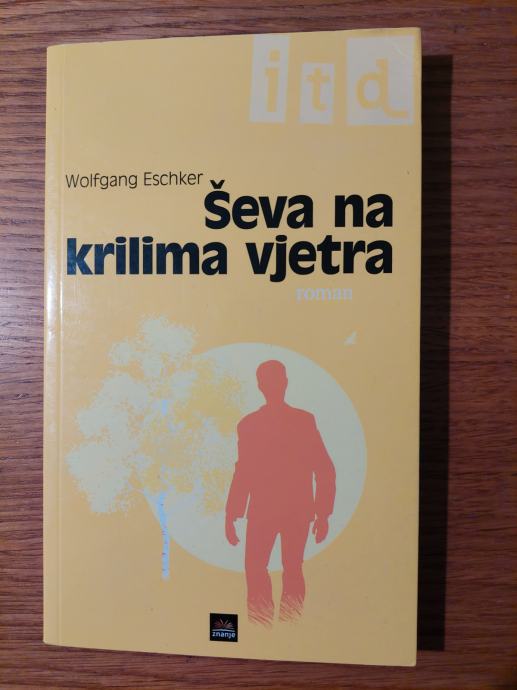 itd
Wolfgang Eschker
Ševa na
krilima vjetra
roman
znanje